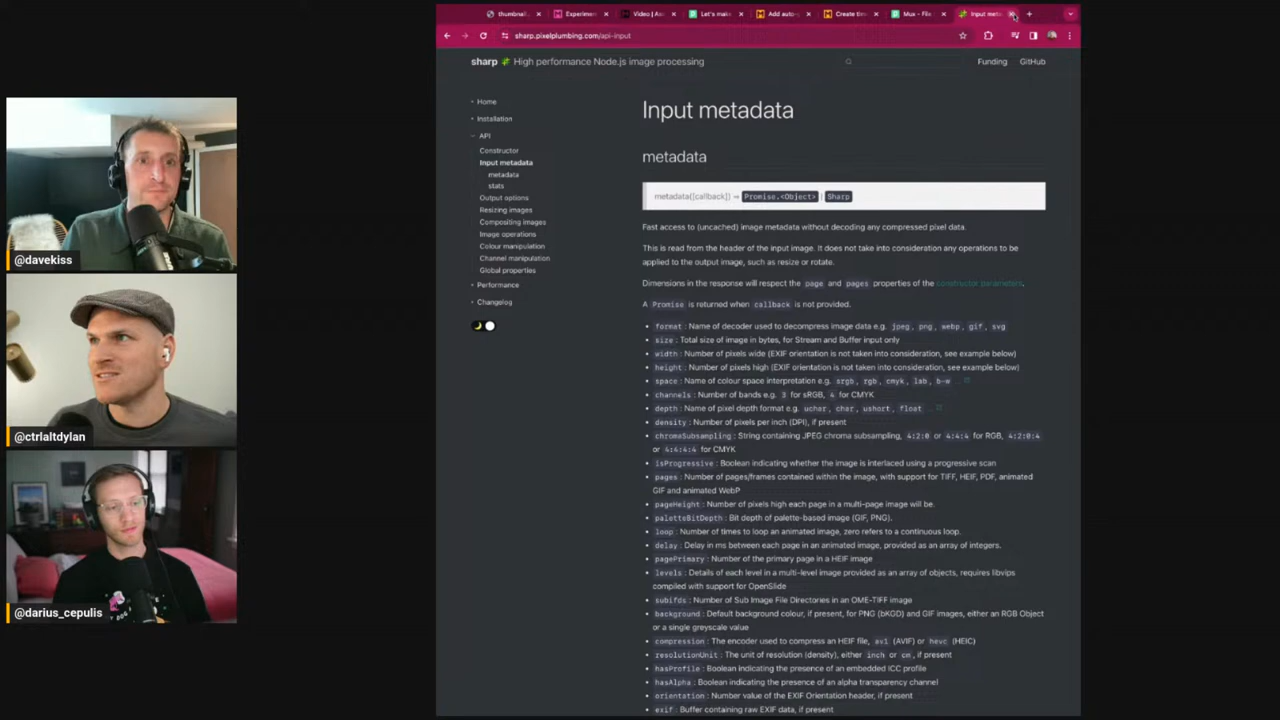 thumbnail.
Experimen
Video | As
Let's make
Add auto-g
Create tim
Mux - File
Input meta
sharp.pixelplumbing.com/api-input
sharp High performance Node.js image processing
Funding GitHub
Home
Installation
API
Constructor
Input metadata
metadata
stats
Output options
Resizing images
Compositing images
Image operations
Colour manipulation
Channel manipulation
Global properties
Performance
Changelog
Input metadata
metadata
metadata([callback]) ⇒ Promise.<Object> | Sharp
Fast access to (uncached) image metadata without decoding any compressed pixel data.
This is read from the header of the input image. It does not take into consideration any operations to be
applied to the output image, such as resize or rotate.
Dimensions in the response will respect the page and pages properties of the constructor parameters.
A Promise is returned when callback is not provided.
format: Name of decoder used to decompress image data e.g. jpeg, png, webp, gif, svg
size: Total size of image in bytes, for Stream and Buffer input only
width: Number of pixels wide (EXIF orientation is not taken into consideration, see example below)
height: Number of pixels high (EXIF orientation is not taken into consideration, see example below)
space: Name of colour space interpretation e.g. srgb, rgb, cmyk, lab, b-w
channels: Number of bands e.g. 3 for sRGB, 4 for CMYK
depth: Name of pixel depth format e.g. uchar, char, ushort, float
density: Number of pixels per inch (DPI), if present
chromaSubsampling: String containing JPEG chroma subsampling, 4:2:0 or 4:4:4 for RGB, 4:2:0:4
or 4:4:4:4 for CMYK
isProgressive: Boolean indicating whether the image is interlaced using a progressive scan
pages: Number of pages/frames contained within the image, with support for TIFF, HEIF, PDF, animated
GIF and animated WebP
pageHeight: Number of pixels high each page in a multi-page image will be.
paletteBitDepth: Bit depth of palette-based image (GIF, PNG).
loop: Number of times to loop an animated image, zero refers to a continuous loop.
delay: Delay in ms between each page in an animated image, provided as an array of integers.
pagePrimary: Number of the primary page in a HEIF image
levels: Details of each level in a multi-level image provided as an array of objects, requires libvips
compiled with support for OpenSlide
subifds: Number of Sub Image File Directories in an OME-TIFF image
background: Default background colour, if present, for PNG (bKGD) and GIF images, either an RGB Object
or a single greyscale value
compression: The encoder used to compress an HEIF file, av1 (AVIF) or hevc (HEIC)
resolutionUnit: The unit of resolution (density), either inch or cm, if present
hasProfile: Boolean indicating the presence of an embedded ICC profile
hasAlpha: Boolean indicating the presence of an alpha transparency channel
orientation: Number value of the EXIF Orientation header, if present
exif: Buffer containing raw EXIF data, if present
@davekiss
@ctrlaltdylan
@darius_cepulis